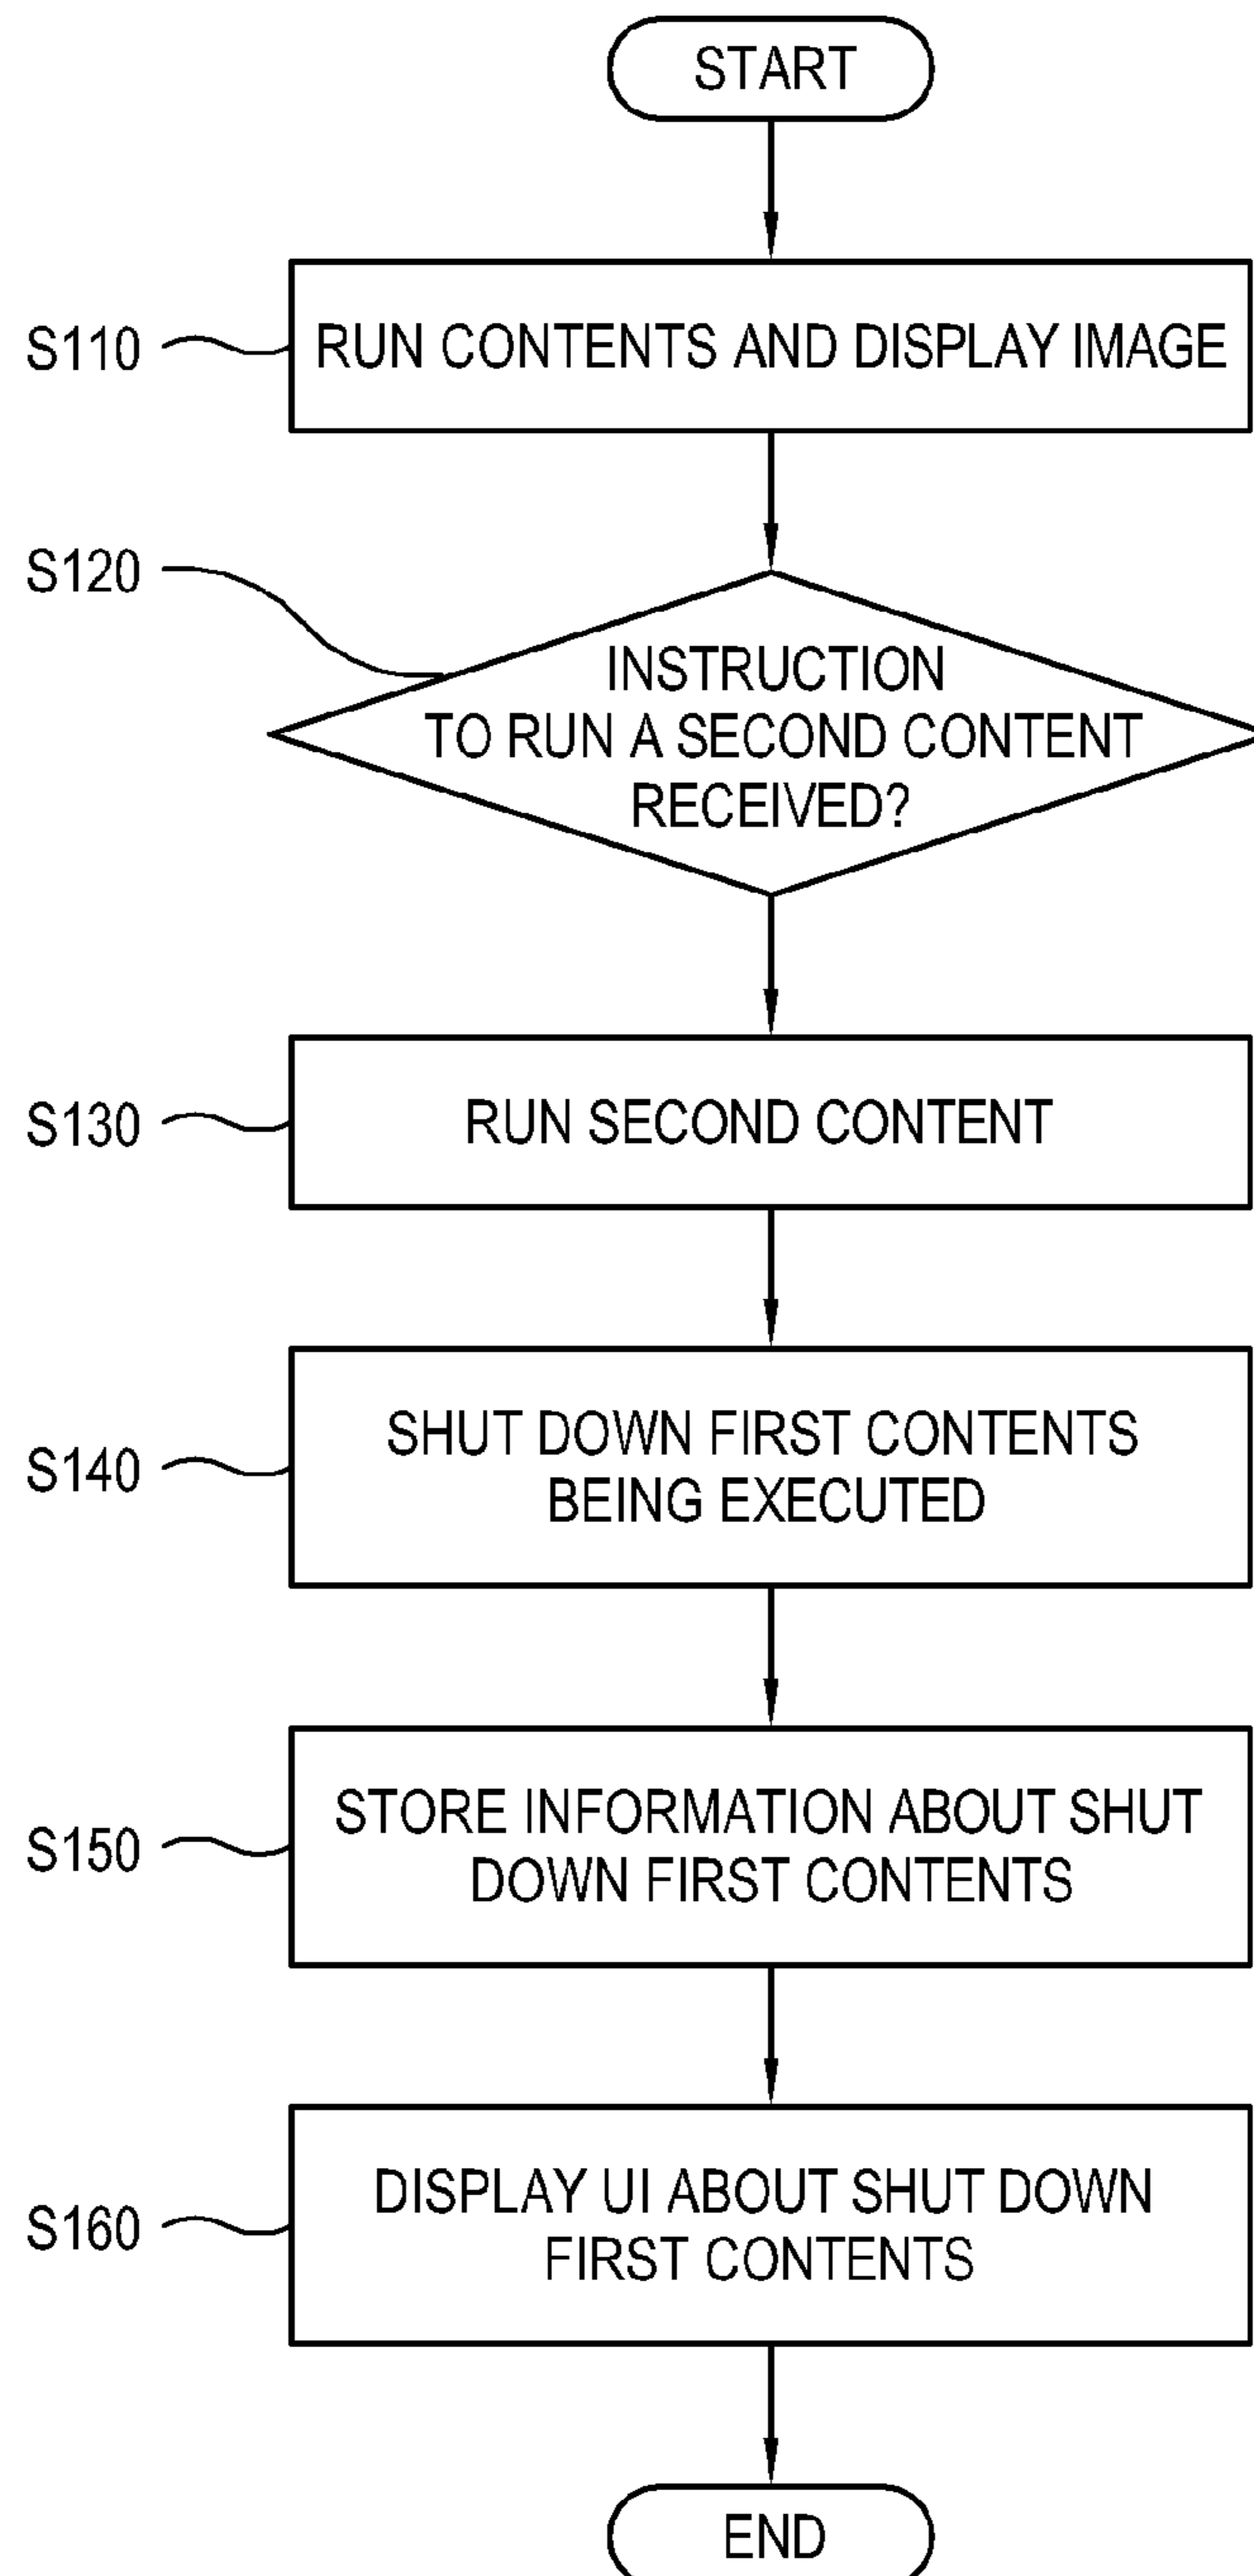 START
S110
RUN CONTENTS AND DISPLAY IMAGE
S120
INSTRUCTION
TO RUN A SECOND CONTENT
RECEIVED?
S130
RUN SECOND CONTENT
S140
SHUT DOWN FIRST CONTENTS
BEING EXECUTED
S150
STORE INFORMATION ABOUT SHUT
DOWN FIRST CONTENTS
S160
DISPLAY UI ABOUT SHUT DOWN
FIRST CONTENTS
END